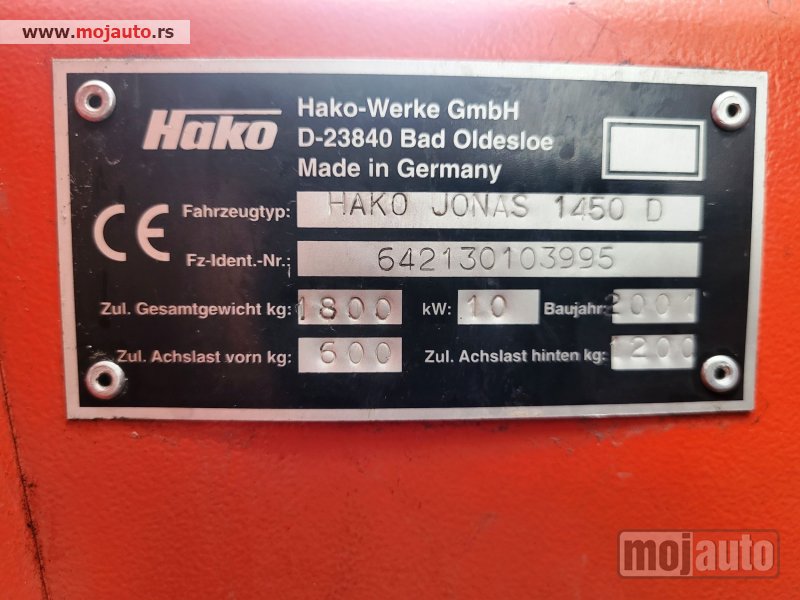 www.mojauto.rs
Hako
Hako-Werke GmbH
D-23840 Bad Oldesloe
Made in Germany
CE
Fahrzeugtyp: HAKO JONAS 1450 D
Fz-Ident.-Nr.: 642130103995
Zul. Gesamtgewicht kg: 1800 kW: 10 Baujahr: 2001
Zul. Achslast vorn kg: 600 Zul. Achslast hinten kg: 1200
mojauto